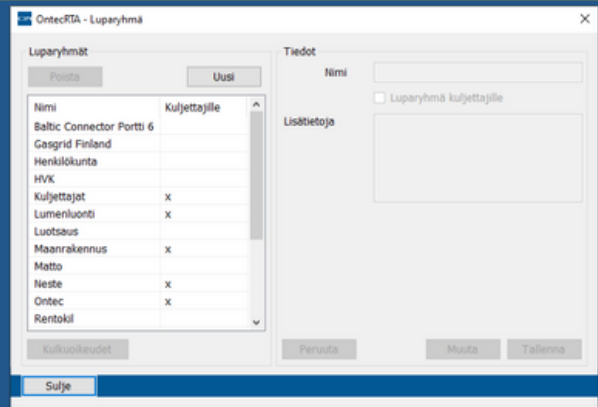 OntecRTA - Luparyhmä
Luparyhmät
Poista Uusi
Nimi Kuljettajille
Baltic Connector Portti 6
Gasgrid Finland
Henkilökunta
HVK
Kuljettajat x
Lumenluonti x
Luotsaus
Maanrakennus x
Matto
Neste x
Ontec x
Rentokil
Kulkuoikeudet
Tiedot
Nimi
Luparyhmä kuljettajille
Lisätietoja
Peruuta Muuta Tallenna
Sulje